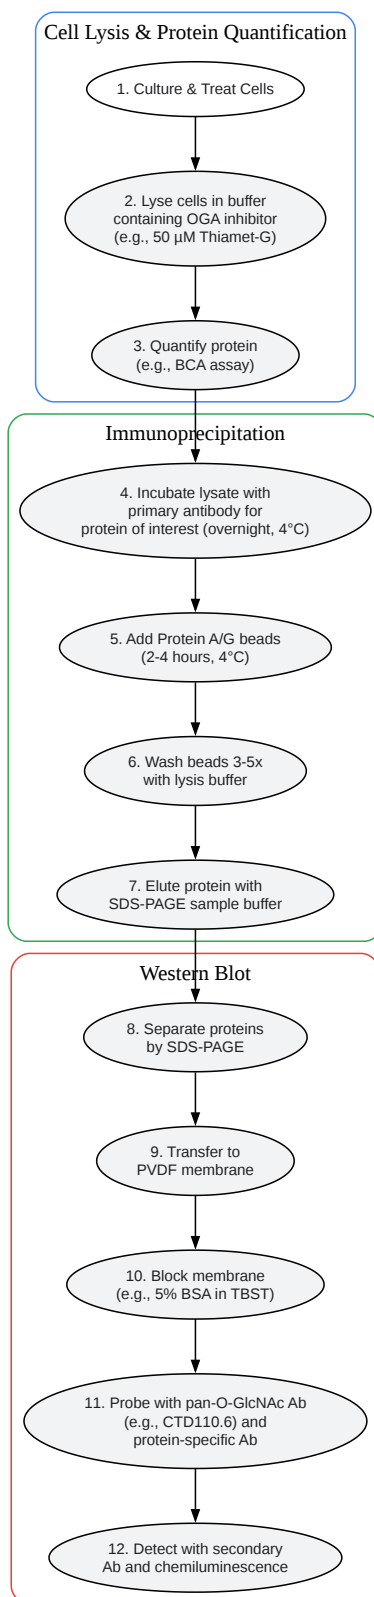 Cell Lysis & Protein Quantification
1. Culture & Treat Cells
2. Lyse cells in buffer
containing OGA inhibitor
(e.g., 50 µM Thiamet-G)
3. Quantify protein
(e.g., BCA assay)
Immunoprecipitation
4. Incubate lysate with
primary antibody for
protein of interest (overnight, 4°C)
5. Add Protein A/G beads
(2-4 hours, 4°C)
6. Wash beads 3-5x
with lysis buffer
7. Elute protein with
SDS-PAGE sample buffer
Western Blot
8. Separate proteins
by SDS-PAGE
9. Transfer to
PVDF membrane
10. Block membrane
(e.g., 5% BSA in TBST)
11. Probe with pan-O-GlcNAc Ab
(e.g., CTD110.6) and
protein-specific Ab
12. Detect with secondary
Ab and chemiluminescence